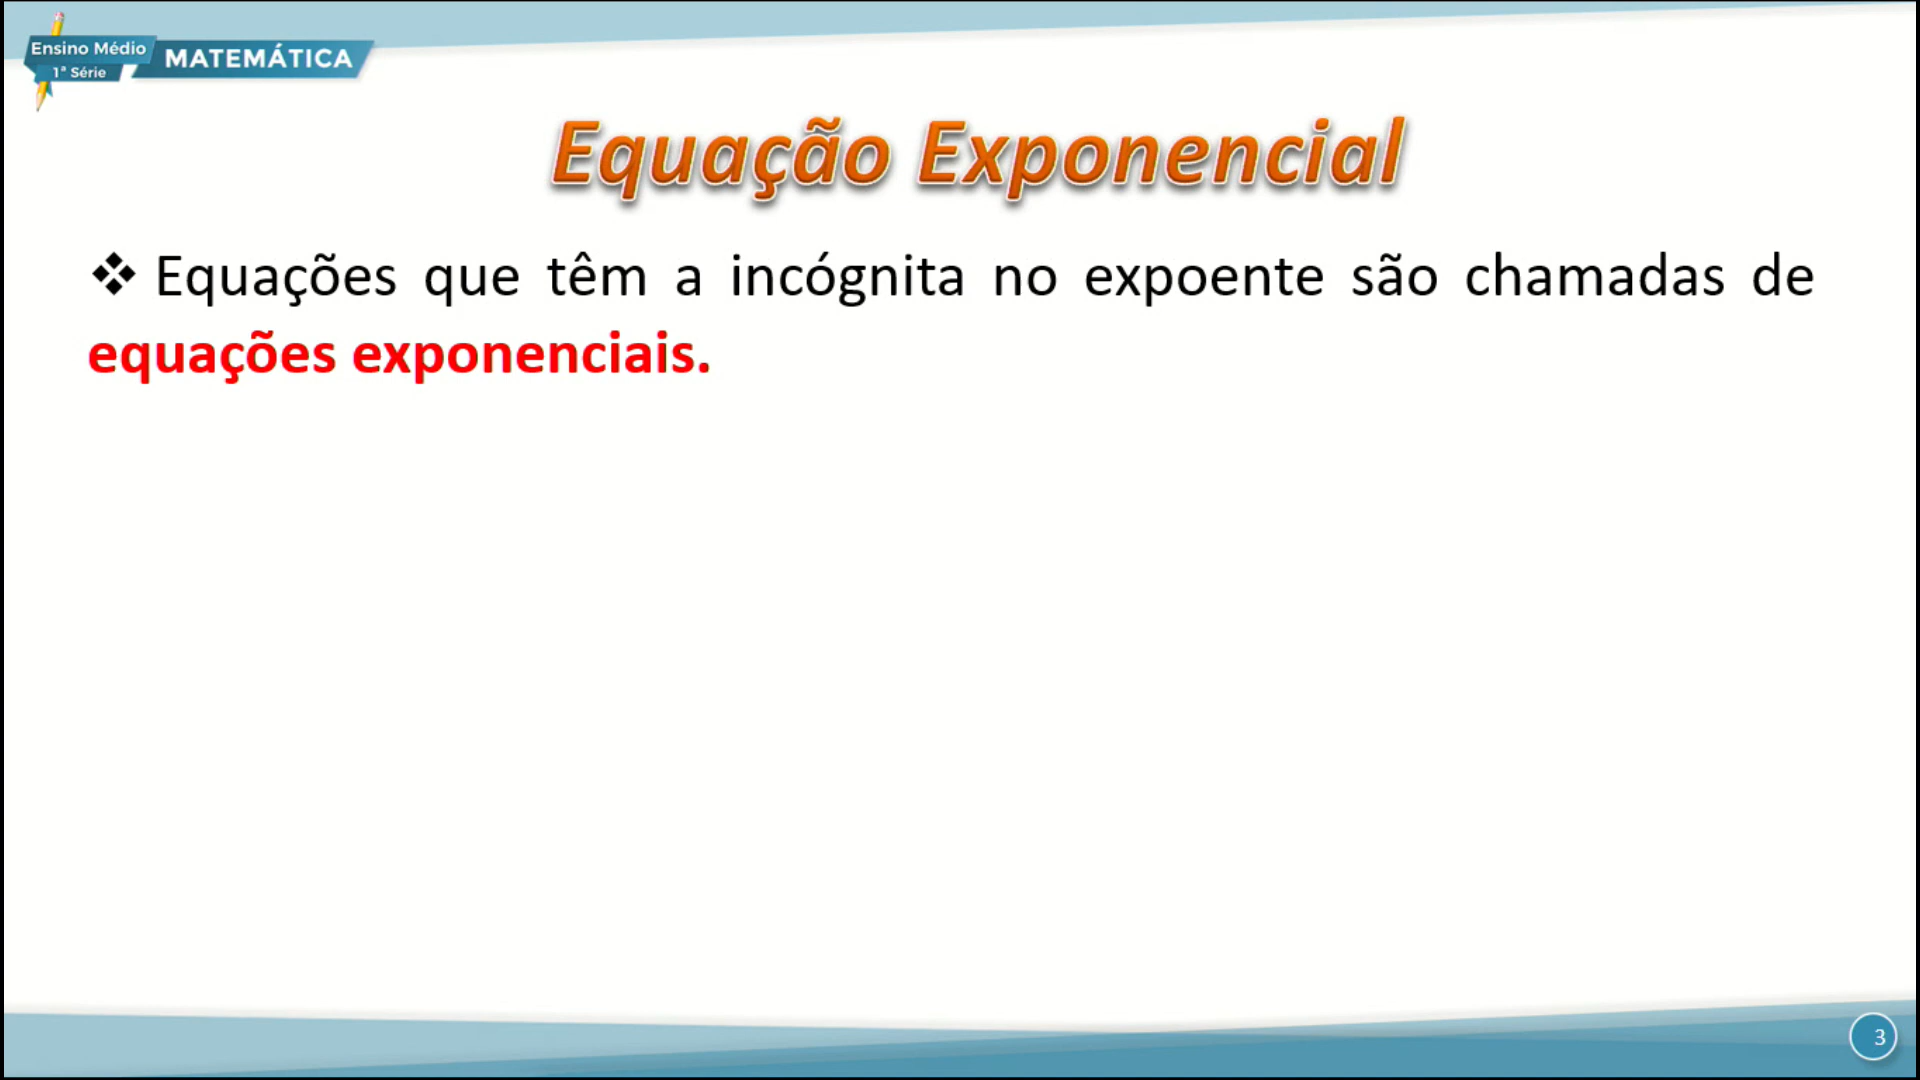 Ensino Médio
1ª Série
MATEMÁTICA
Equação Exponencial
❖ Equações que têm a incógnita no expoente são chamadas de
equações exponenciais.
3